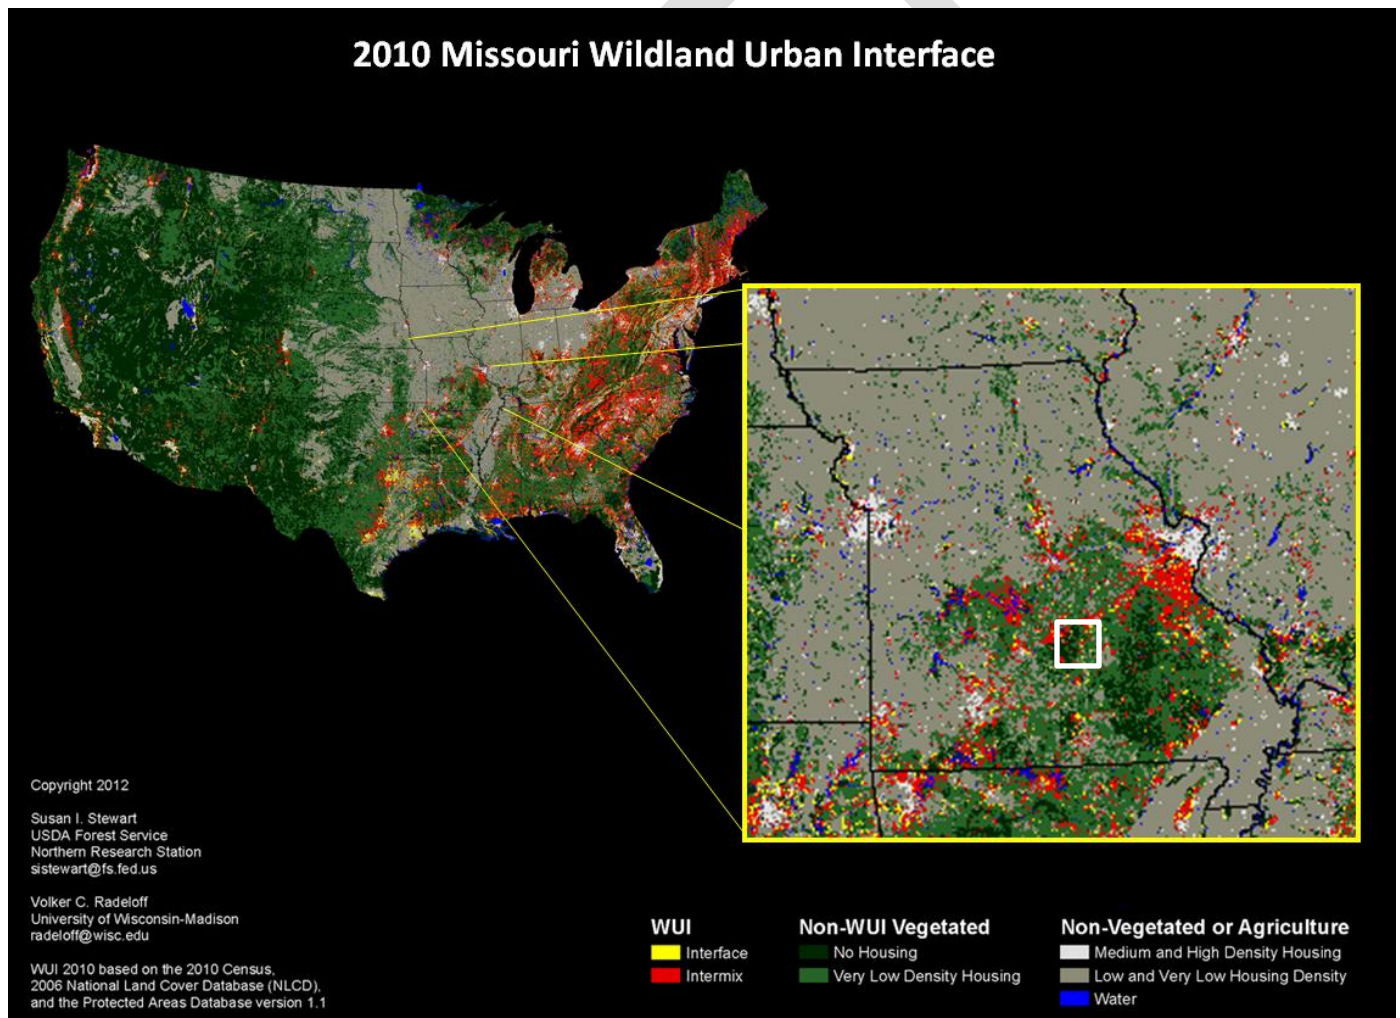 2010 Missouri Wildland Urban Interface
Copyright 2012
Susan I. Stewart
USDA Forest Service
Northern Research Station
sistewart@fs.fed.us
Volker C. Radeloff
University of Wisconsin-Madison
radeloff@wisc.edu
WUI 2010 based on the 2010 Census,
2006 National Land Cover Database (NLCD),
and the Protected Areas Database version 1.1
WUI
Interface
Intermix
Non-WUI Vegetated
No Housing
Very Low Density Housing
Non-Vegetated or Agriculture
Medium and High Density Housing
Low and Very Low Housing Density
Water